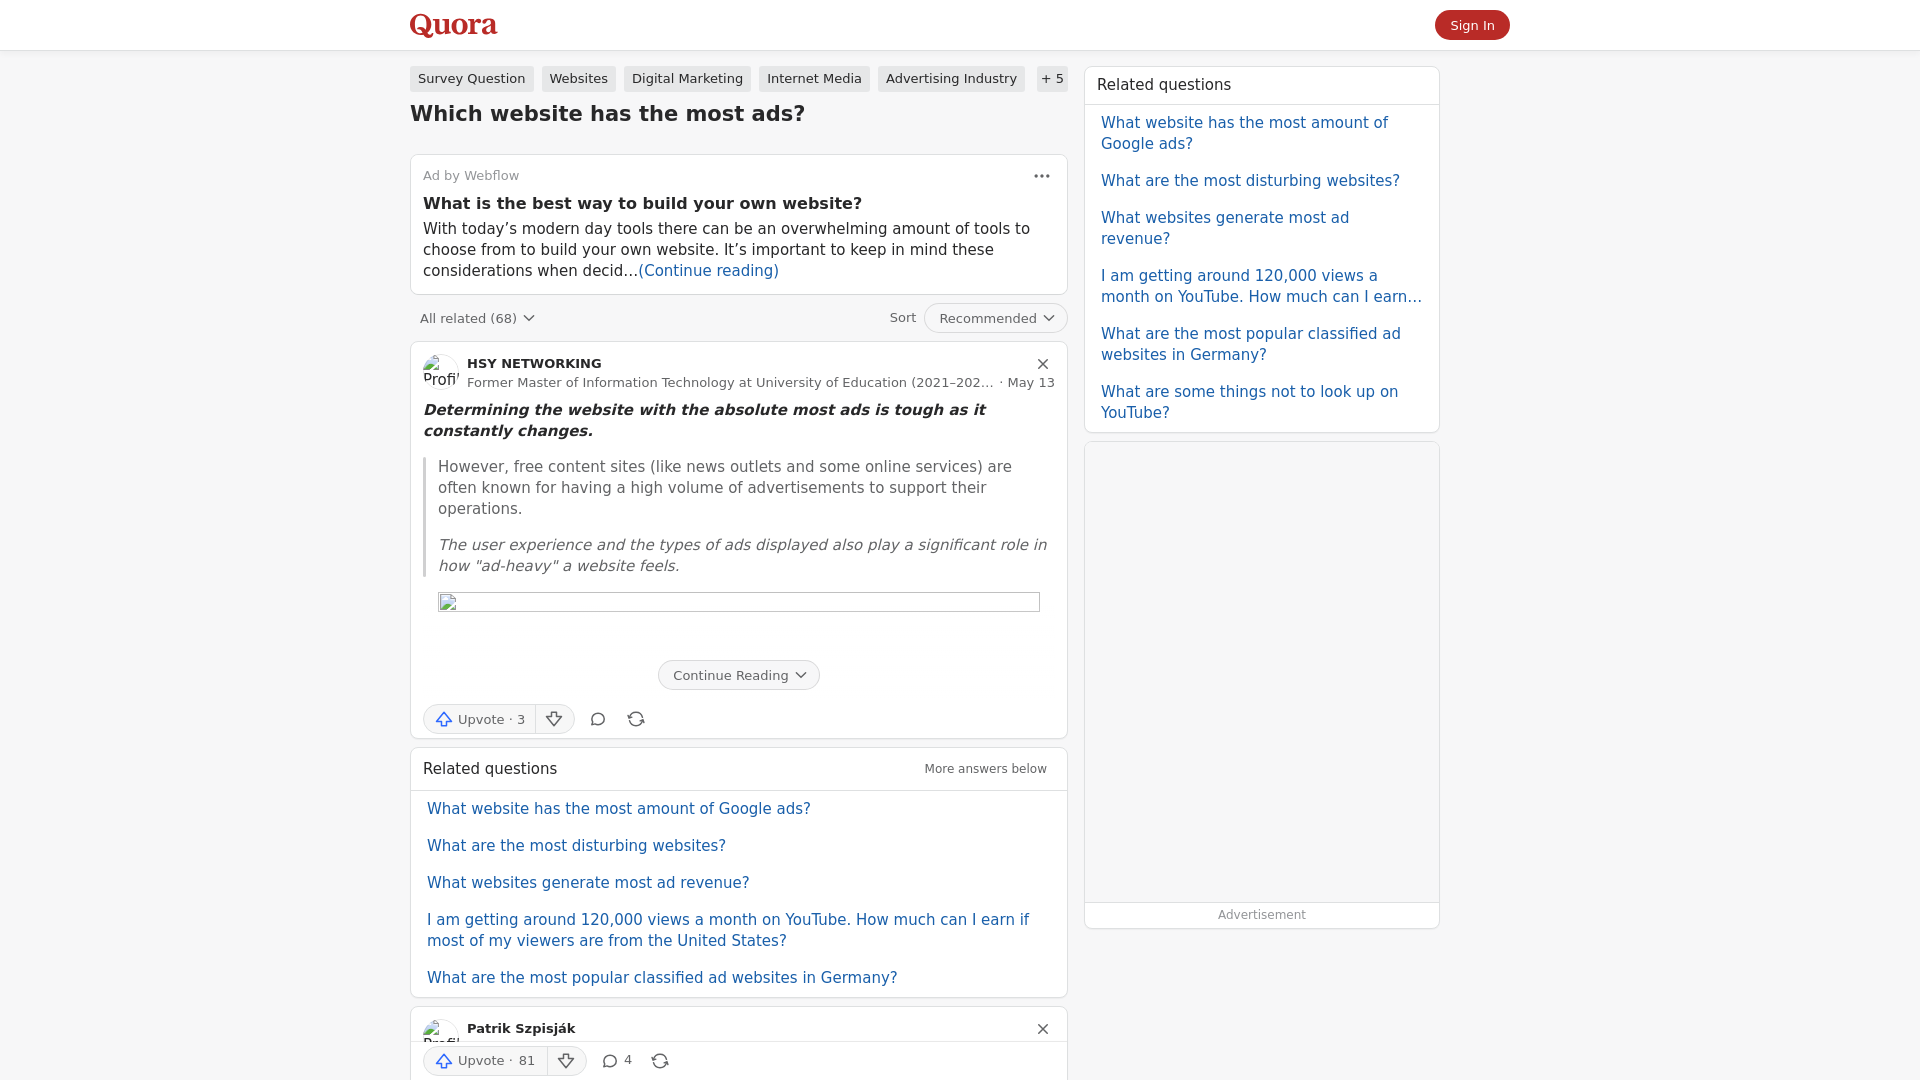 Quora
Sign In
Survey Question
Websites
Digital Marketing
Internet Media
Advertising Industry
+ 5
Which website has the most ads?
Ad by Webflow
What is the best way to build your own website?
With today’s modern day tools there can be an overwhelming amount of tools to
choose from to build your own website. It’s important to keep in mind these
considerations when decid…(Continue reading)
All related (68)
Sort
Recommended
Profi
HSY NETWORKING
Former Master of Information Technology at University of Education (2021–202… · May 13
Determining the website with the absolute most ads is tough as it
constantly changes.
However, free content sites (like news outlets and some online services) are
often known for having a high volume of advertisements to support their
operations.
The user experience and the types of ads displayed also play a significant role in
how "ad-heavy" a website feels.
Continue Reading
Upvote · 3
Related questions
More answers below
What website has the most amount of Google ads?
What are the most disturbing websites?
What websites generate most ad revenue?
I am getting around 120,000 views a month on YouTube. How much can I earn if
most of my viewers are from the United States?
What are the most popular classified ad websites in Germany?
Patrik Szpisják
Upvote · 81
4
Related questions
What website has the most amount of
Google ads?
What are the most disturbing websites?
What websites generate most ad
revenue?
I am getting around 120,000 views a
month on YouTube. How much can I earn…
What are the most popular classified ad
websites in Germany?
What are some things not to look up on
YouTube?
Advertisement